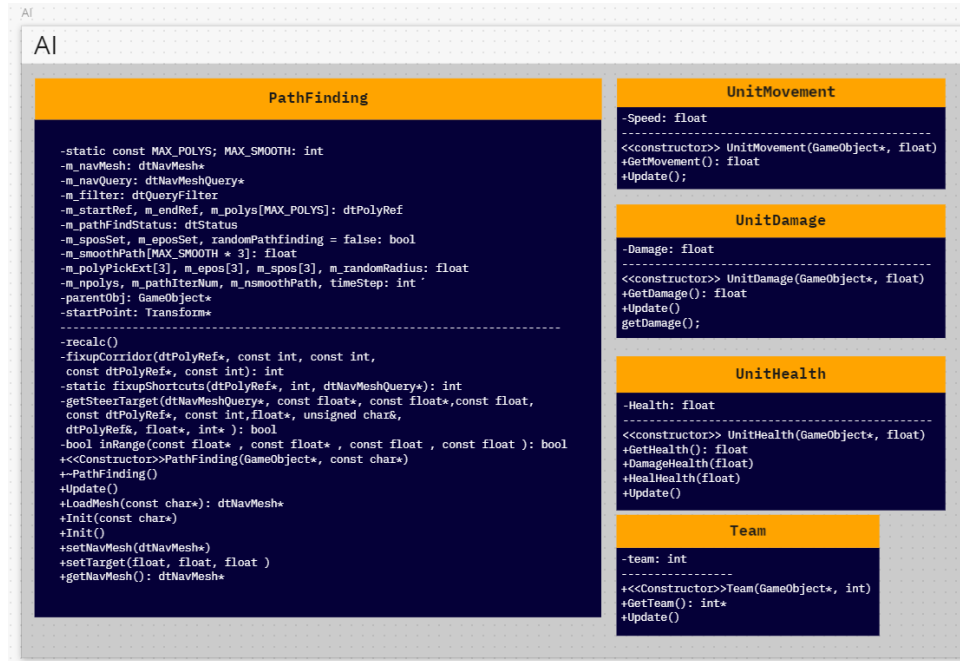 AI
AI
PathFinding
-static const MAX_POLYS; MAX_SMOOTH: int
-m_navMesh: dtNavMesh*
-m_navQuery: dtNavMeshQuery*
-m_filter: dtQueryFilter
-m_startRef, m_endRef, m_polys[MAX_POLYS]: dtPolyRef
-m_pathFindStatus: dtStatus
-m_sposSet, m_eposSet, randomPathfinding = false: bool
-m_smoothPath[MAX_SMOOTH * 3]: float
-m_polyPickExt[3], m_epos[3], m_spos[3], m_randomRadius: float
-m_npolys, m_pathIterNum, m_nsmoothPath, timeStep: int ´
-parentObj: GameObject*
-startPoint: Transform*
----------------------------------------------------------------------------
-recalc()
-fixupCorridor(dtPolyRef*, const int, const int,
const dtPolyRef*, const int): int
-static fixupShortcuts(dtPolyRef*, int, dtNavMeshQuery*): int
-getSteerTarget(dtNavMeshQuery*, const float*, const float*,const float,
const dtPolyRef*, const int,float*, unsigned char&,
dtPolyRef&, float*, int* ): bool
-bool inRange(const float* , const float* , const float , const float ): bool
+<<Constructor>>PathFinding(GameObject*, const char*)
+~PathFinding()
+Update()
+LoadMesh(const char*): dtNavMesh*
+Init(const char*)
+Init()
+setNavMesh(dtNavMesh*)
+setTarget(float, float, float )
+getNavMesh(): dtNavMesh*
UnitMovement
-Speed: float
-----------------------------------------------
<<constructor>> UnitMovement(GameObject*, float)
+GetMovement(): float
+Update();
UnitDamage
-Damage: float
-----------------------------------------------
<<constructor>> UnitDamage(GameObject*, float)
+GetDamage(): float
+Update()
getDamage();
UnitHealth
-Health: float
-----------------------------------------------
<<constructor>> UnitHealth(GameObject*, float)
+GetHealth(): float
+DamageHealth(float)
+HealHealth(float)
+Update()
Team
-team: int
-----------------
+<<Constructor>>Team(GameObject*, int)
+GetTeam(): int*
+Update()